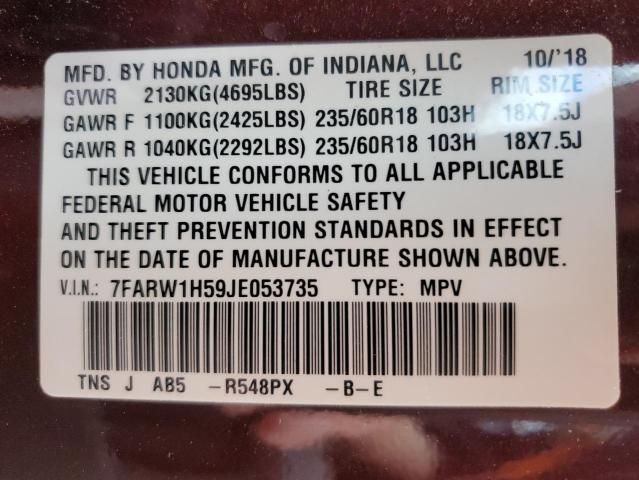 MFD. BY HONDA MFG. OF INDIANA, LLC 10/'18
GVWR 2130KG(4695LBS) TIRE SIZE RIM SIZE
GAWR F 1100KG(2425LBS) 235/60R18 103H 18X7.5J
GAWR R 1040KG(2292LBS) 235/60R18 103H 18X7.5J
THIS VEHICLE CONFORMS TO ALL APPLICABLE
FEDERAL MOTOR VEHICLE SAFETY
AND THEFT PREVENTION STANDARDS IN EFFECT
ON THE DATE OF MANUFACTURE SHOWN ABOVE.
V.I.N.: 7FARW1H59JE053735 TYPE: MPV
TNS J AB5 -R548PX -B-E